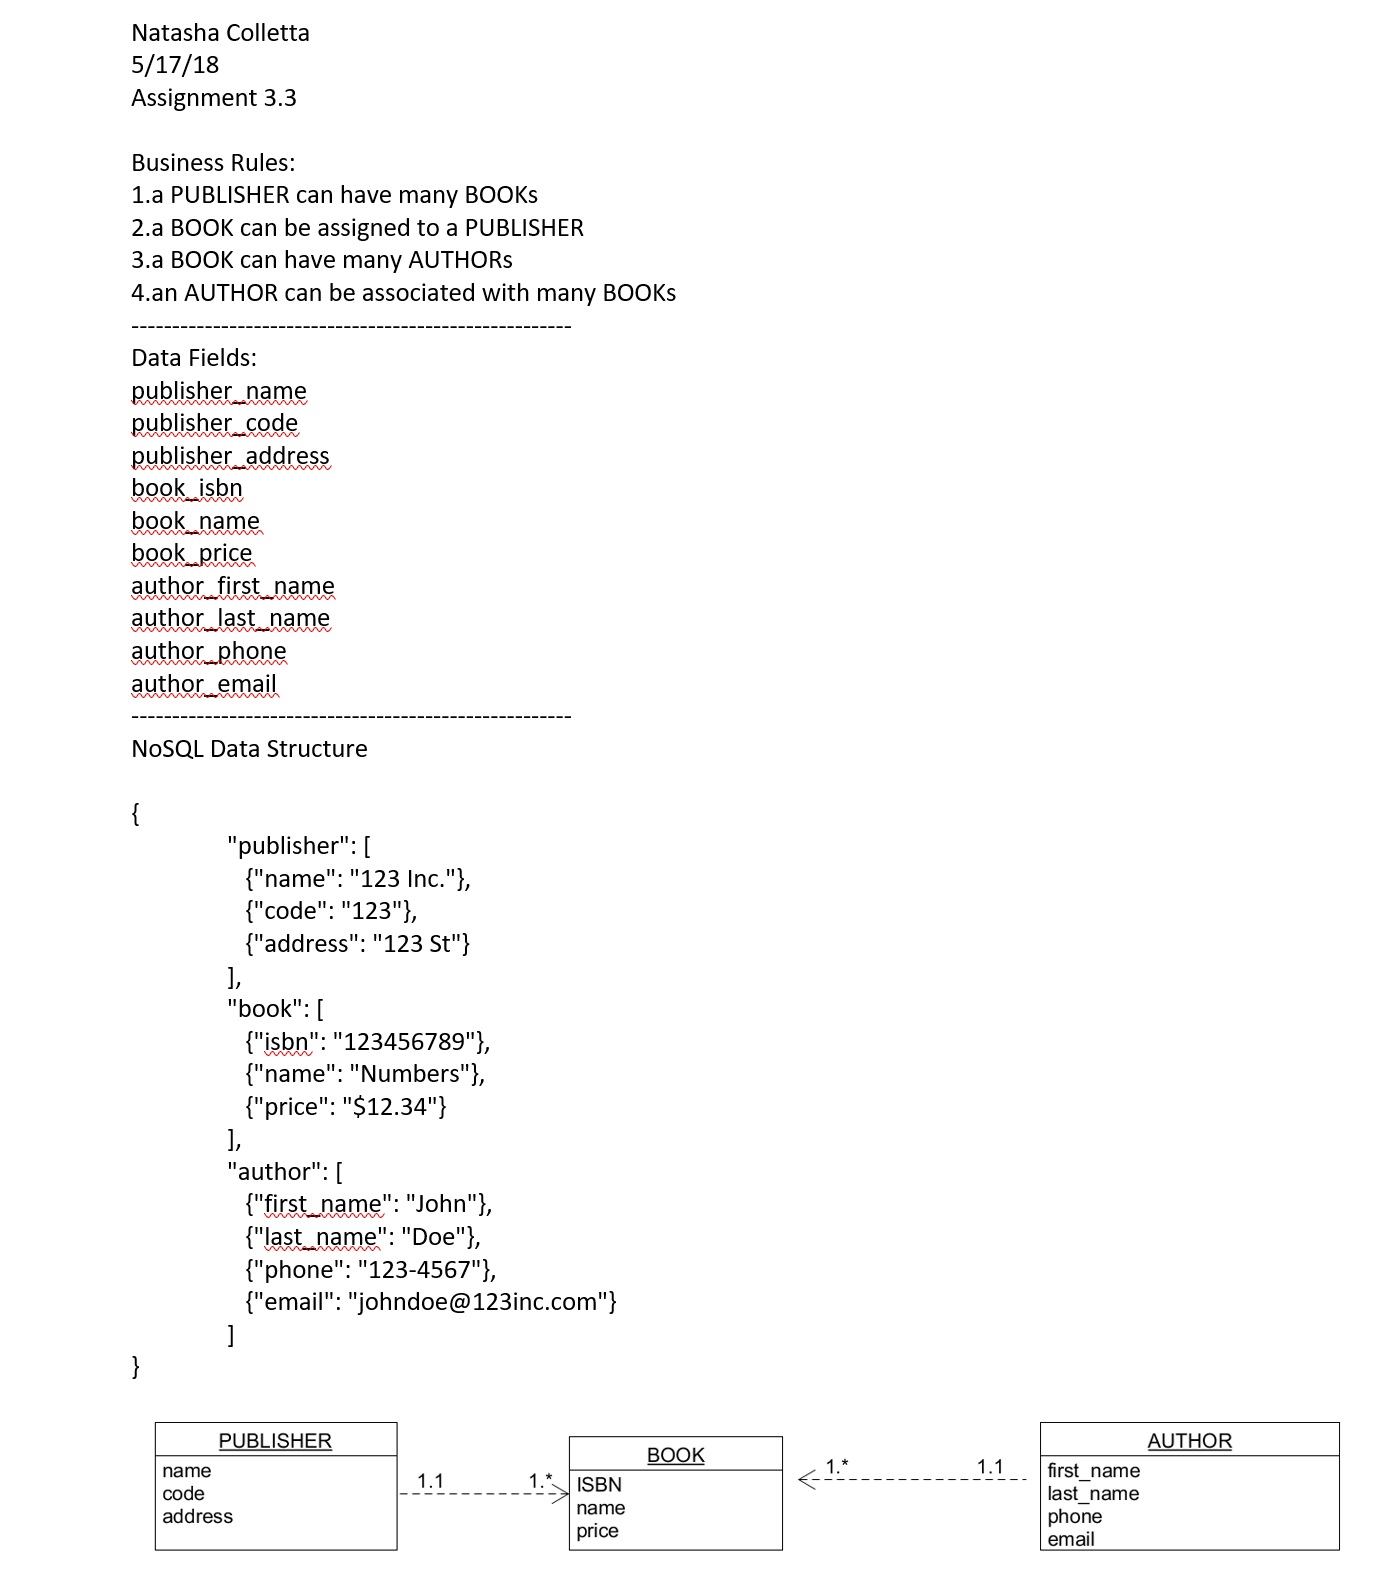 Natasha Colletta
5/17/18
Assignment 3.3
Business Rules:
1.a PUBLISHER can have many BOOKs
2.a BOOK can be assigned to a PUBLISHER
3.a BOOK can have many AUTHORs
4.an AUTHOR can be associated with many BOOKs
------------------------------------------------------
Data Fields:
publisher_name
publisher_code
publisher_address
book_isbn
book_name
book_price
author_first_name
author_last_name
author_phone
author_email
------------------------------------------------------
NoSQL Data Structure
{
"publisher": [
{"name": "123 Inc."},
{"code": "123"},
{"address": "123 St"}
],
"book": [
{"isbn": "123456789"},
{"name": "Numbers"},
{"price": "$12.34"}
],
"author": [
{"first_name": "John"},
{"last_name": "Doe"},
{"phone": "123-4567"},
{"email": "johndoe@123inc.com"}
]
}
PUBLISHER
name
code
address
1.1
1.*
BOOK
ISBN
name
price
1.*
1.1
AUTHOR
first_name
last_name
phone
email